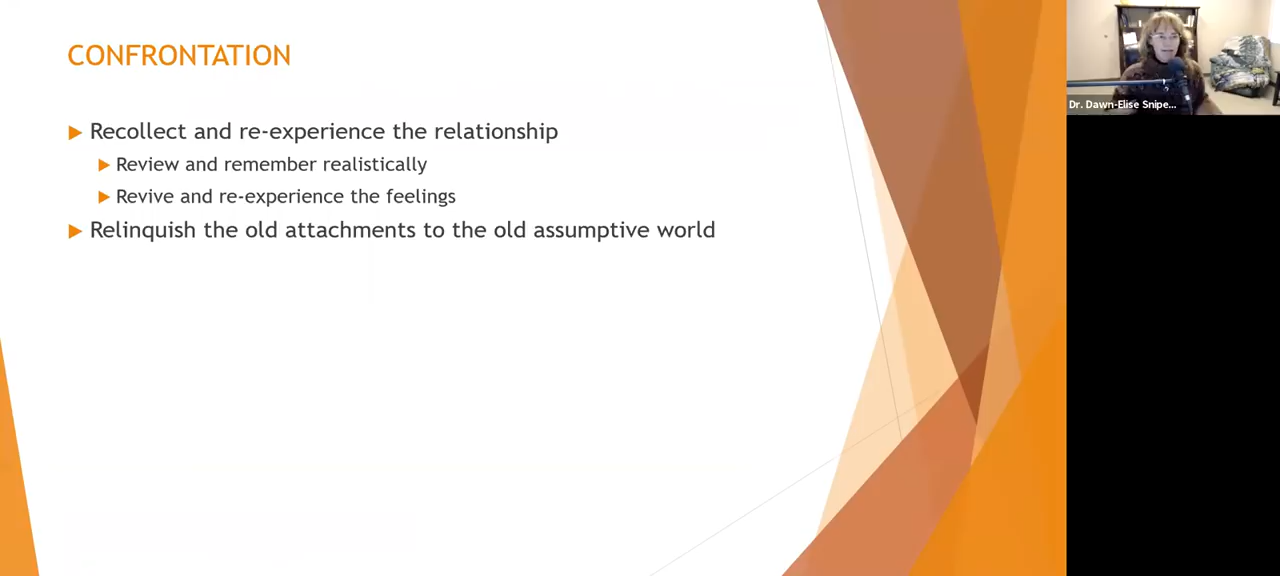 CONFRONTATION
Recollect and re-experience the relationship
Review and remember realistically
Revive and re-experience the feelings
Relinquish the old attachments to the old assumptive world
Dr. Dawn-Elise Snipe...